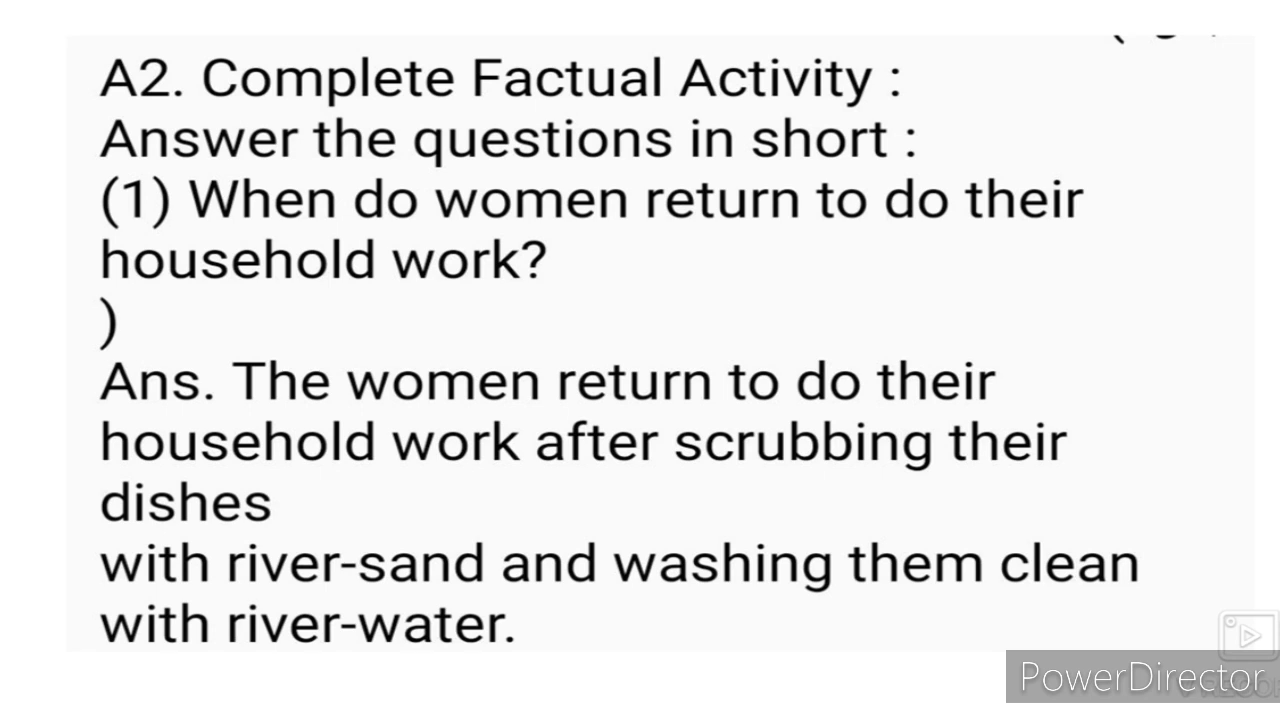 A2. Complete Factual Activity :
Answer the questions in short :
(1) When do women return to do their
household work?
)
Ans. The women return to do their
household work after scrubbing their
dishes
with river-sand and washing them clean
with river-water.
PowerDirector